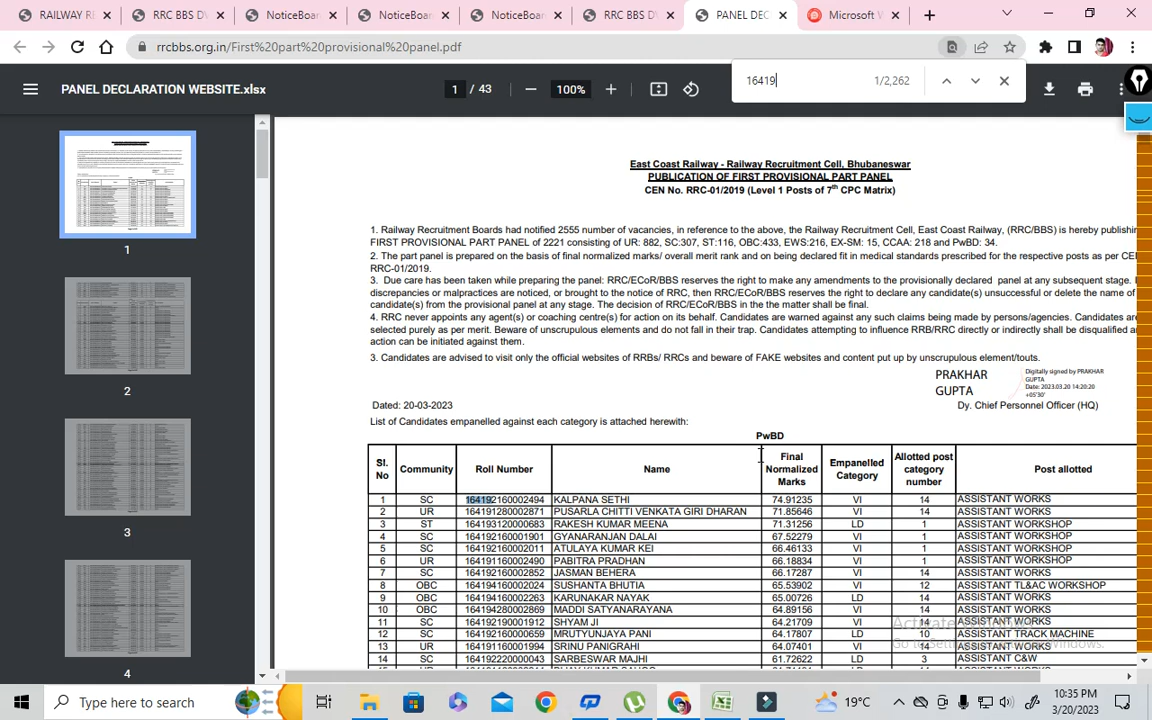 RAILWAY R
RRC BBS D
NoticeBoar
NoticeBoar
NoticeBoar
RRC BBS D
PANEL DEC
Microsoft W
rrcbbs.org.in/First%20part%20provisional%20panel.pdf
PANEL DECLARATION WEBSITE.xlsx
1 / 43
100%
16419
1/2,262
1
2
3
4
East Coast Railway - Railway Recruitment Cell, Bhubaneswar
PUBLICATION OF FIRST PROVISIONAL PART PANEL
CEN No. RRC-01/2019 (Level 1 Posts of 7th CPC Matrix)
1. Railway Recruitment Boards had notified 2555 number of vacancies, in reference to the above, the Railway Recruitment Cell, East Coast Railway, (RRC/BBS) is hereby publishin
FIRST PROVISIONAL PART PANEL of 2221 consisting of UR: 882, SC:307, ST:116, OBC:433, EWS:216, EX-SM: 15, CCAA: 218 and PwBD: 34.
2. The part panel is prepared on the basis of final normalized marks/ overall merit rank and on being declared fit in medical standards prescribed for the respective posts as per CE
RRC-01/2019.
3. Due care has been taken while preparing the panel: RRC/ECoR/BBS reserves the right to make any amendments to the provisionally declared panel at any subsequent stage.
discrepancies or malpractices are noticed, or brought to the notice of RRC, then RRC/ECoR/BBS reserves the right to declare any candidate(s) unsuccessful or delete the name of
candidate(s) from the provisional panel at any stage. The decision of RRC/ECoR/BBS in the the matter shall be final.
4. RRC never appoints any agent(s) or coaching centre(s) for action on its behalf. Candidates are warned against any such claims being made by persons/agencies. Candidates are
selected purely as per merit. Beware of unscrupulous elements and do not fall in their trap. Candidates attempting to influence RRB/RRC directly or indirectly shall be disqualified a
action can be initiated against them.
3. Candidates are advised to visit only the official websites of RRBs/ RRCs and beware of FAKE websites and content put up by unscrupulous element/touts.
PRAKHAR GUPTA
Digitally signed by PRAKHAR
GUPTA
Date: 2023.03.20 14:20:20
+05'30'
Dated: 20-03-2023
Dy. Chief Personnel Officer (HQ)
List of Candidates empanelled against each category is attached herewith:
PwBD
Sl. No Community Roll Number Name Final Normalized Marks Empanelled Category Allotted post category number Post allotted
1 SC 164192160002494 KALPANA SETHI 74.91235 VI 14 ASSISTANT WORKS
2 UR 164191280002871 PUSARLA CHITTI VENKATA GIRI DHARAN 71.85646 VI 14 ASSISTANT WORKS
3 ST 164193120000683 RAKESH KUMAR MEENA 71.31256 LD 1 ASSISTANT WORKSHOP
4 SC 164192160001901 GYANARANJAN DALAI 67.52279 VI 1 ASSISTANT WORKSHOP
5 SC 164192160002011 ATULAYA KUMAR KEI 66.46133 VI 1 ASSISTANT WORKSHOP
6 UR 164191160002490 PABITRA PRADHAN 66.18834 VI 1 ASSISTANT WORKSHOP
7 SC 164192160002852 JASMAN BEHERA 66.17287 VI 14 ASSISTANT WORKS
8 OBC 164194160002024 SUSHANTA BHUTIA 65.53902 VI 12 ASSISTANT TL&AC WORKSHOP
9 OBC 164194160002263 KARUNAKAR NAYAK 65.00726 LD 14 ASSISTANT WORKS
10 OBC 164194280002869 MADDI SATYANARAYANA 64.89156 VI 14 ASSISTANT WORKS
11 SC 164192190001912 SHYAM JI 64.21709 VI 14 ASSISTANT WORKS
12 SC 164192160000659 MRUTYUNJAYA PANI 64.17807 LD 10 ASSISTANT TRACK MACHINE
13 UR 164191160001994 SRINU PANIGRAHI 64.07401 LD 14 ASSISTANT WORKS
14 SC 164192220000043 SARBESWAR MAJHI 61.72622 LD 3 ASSISTANT C&W
Type here to search
19°C
10:35 PM
3/20/2023